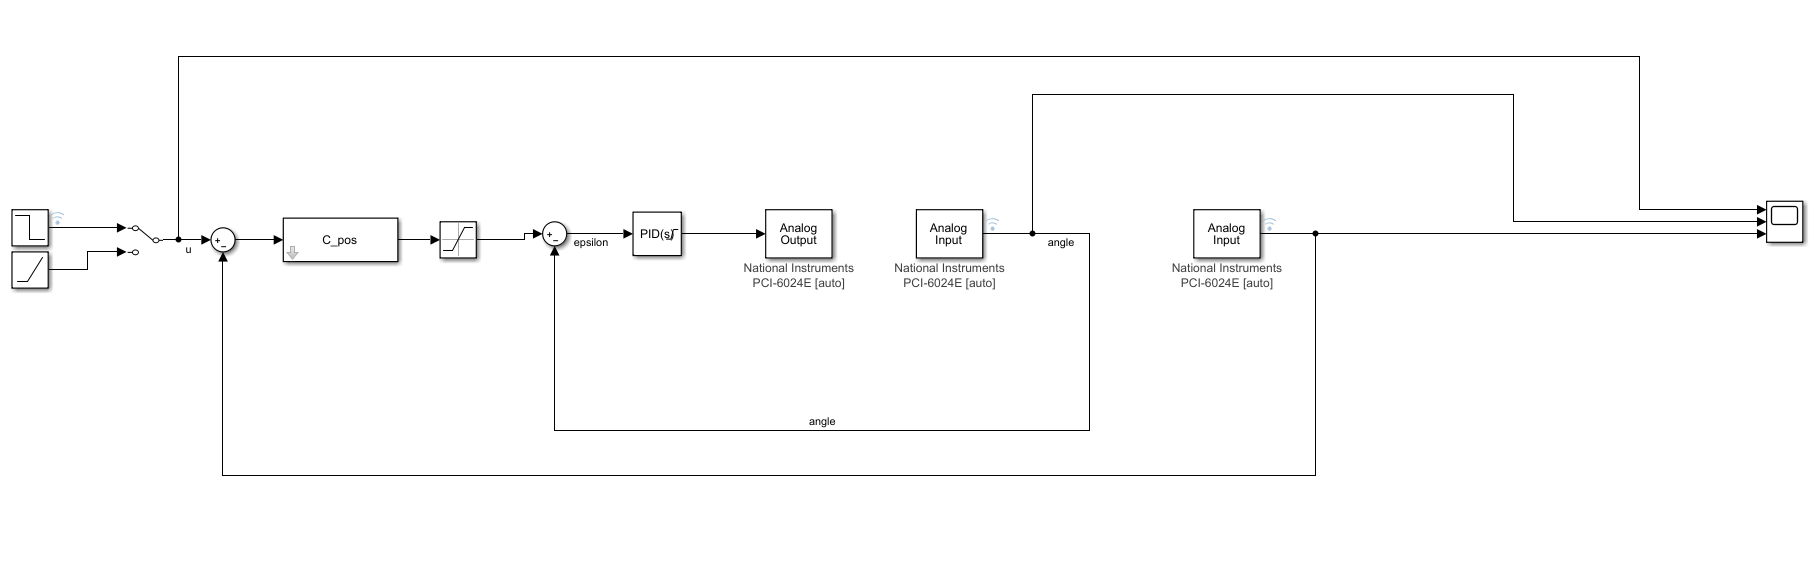 u
+
−
C_pos
+
−
epsilon
PID(s)
Analog
Output
National Instruments
PCI-6024E [auto]
Analog
Input
National Instruments
PCI-6024E [auto]
angle
Analog
Input
National Instruments
PCI-6024E [auto]
angle